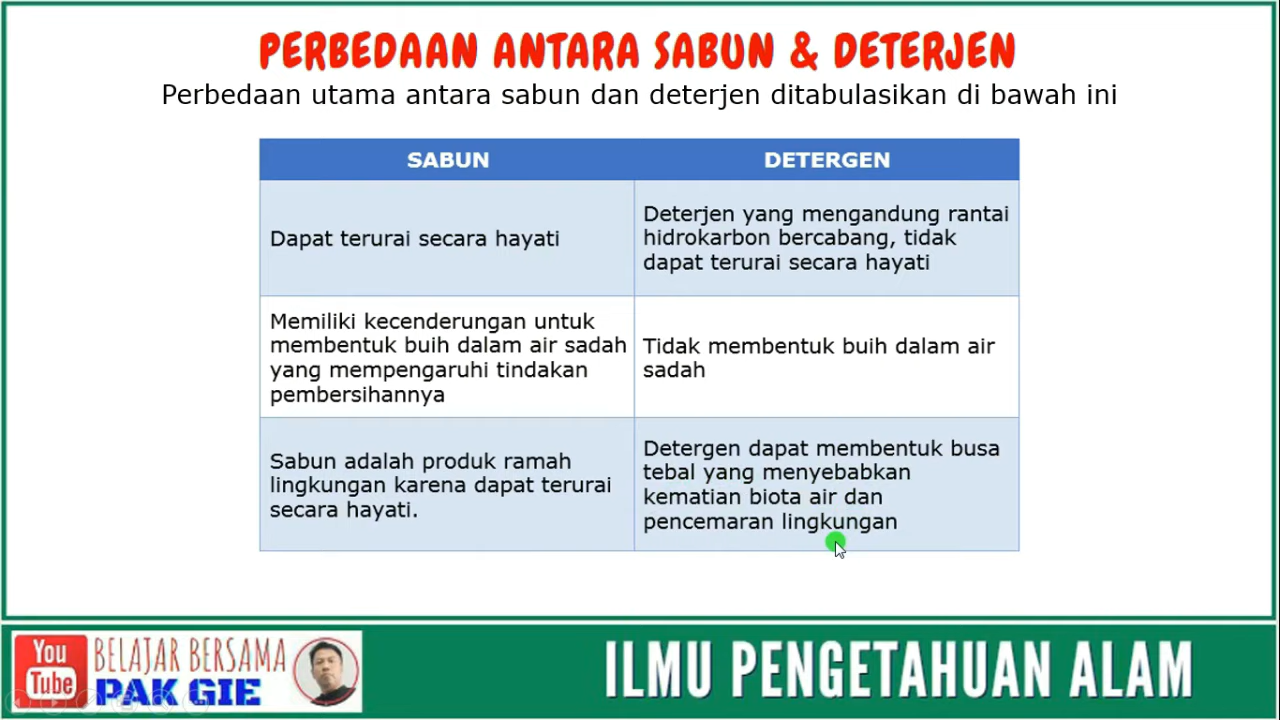 PERBEDAAN ANTARA SABUN & DETERJEN
Perbedaan utama antara sabun dan deterjen ditabulasikan di bawah ini
SABUN
DETERGEN
Dapat terurai secara hayati
Deterjen yang mengandung rantai
hidrokarbon bercabang, tidak
dapat terurai secara hayati
Memiliki kecenderungan untuk
membentuk buih dalam air sadah
yang mempengaruhi tindakan
pembersihannya
Tidak membentuk buih dalam air
sadah
Sabun adalah produk ramah
lingkungan karena dapat terurai
secara hayati.
Detergen dapat membentuk busa
tebal yang menyebabkan
kematian biota air dan
pencemaran lingkungan
You
Tube
BELAJAR BERSAMA
PAK GIE
ILMU PENGETAHUAN ALAM